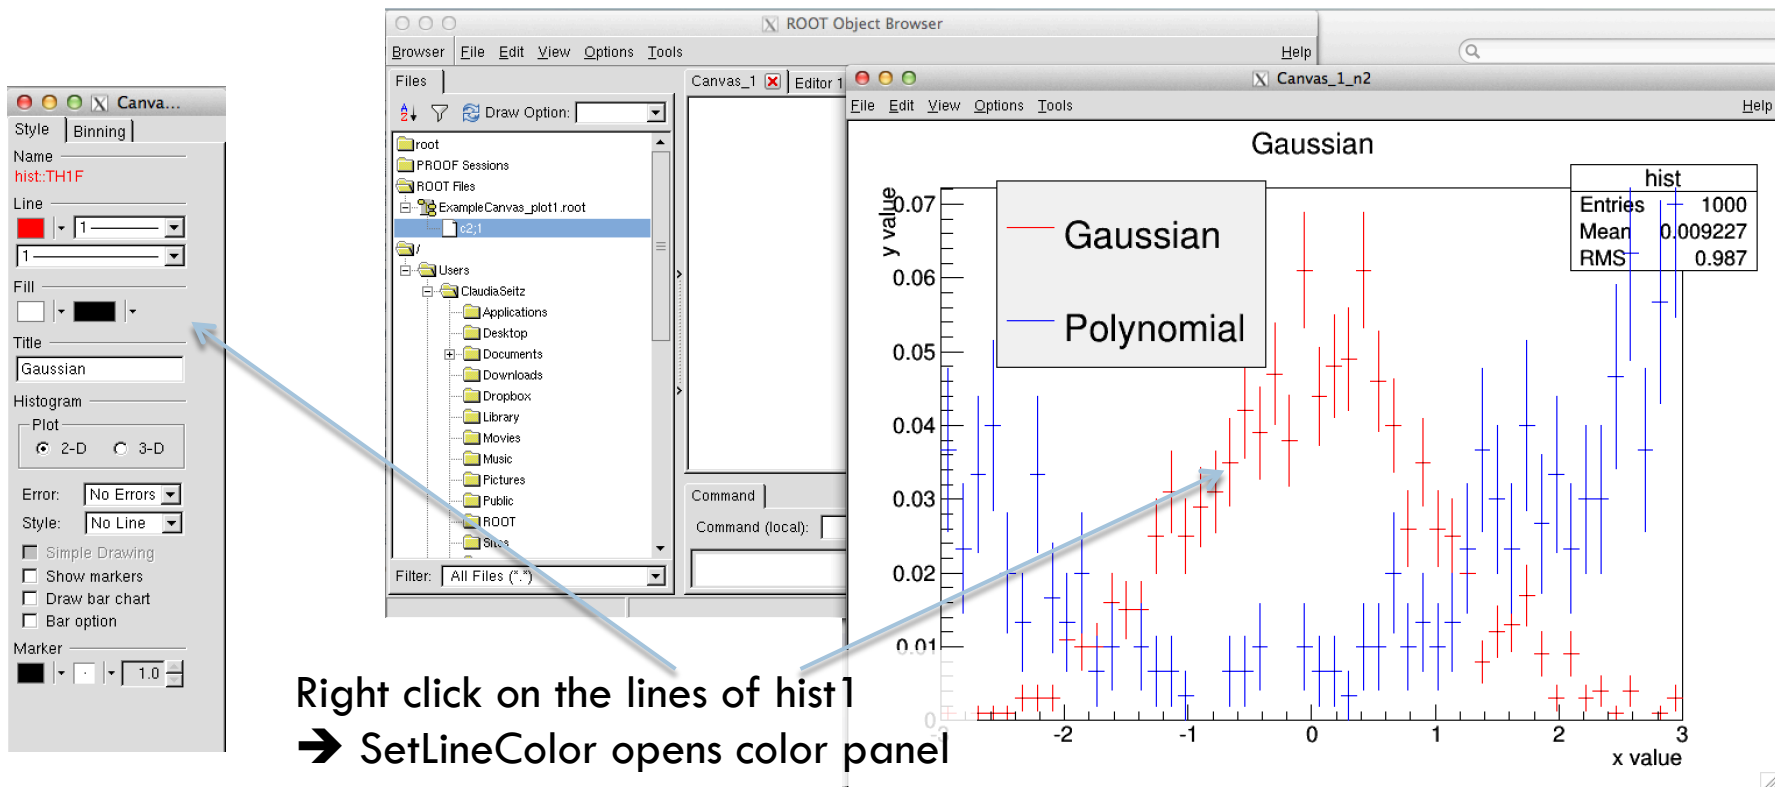 ROOT Object Browser
Browser File Edit View Options Tools Help
Files
Canvas_1 Editor 1
Draw Option:
root
PROOF Sessions
ROOT Files
ExampleCanvas_plot1.root
c2;1
/
Users
ClaudiaSeitz
Applications
Desktop
Documents
Downloads
Dropbox
Library
Movies
Music
Pictures
Public
ROOT
Sites
Filter: All Files (*.*)
Command
Command (local):
Canva...
Style Binning
Name
hist::TH1F
Line
1
1
Fill
Title
Gaussian
Histogram
Plot
2-D 3-D
Error: No Errors
Style: No Line
Simple Drawing
Show markers
Draw bar chart
Bar option
Marker
1.0
Canvas_1_n2
File Edit View Options Tools Help
Gaussian
hist
Entries 1000
Mean 0.009227
RMS 0.987
Gaussian
Polynomial
y value
0.07
0.06
0.05
0.04
0.03
0.02
0.01
0
-3 -2 -1 0 1 2 3
x value
Right click on the lines of hist1
➔ SetLineColor opens color panel